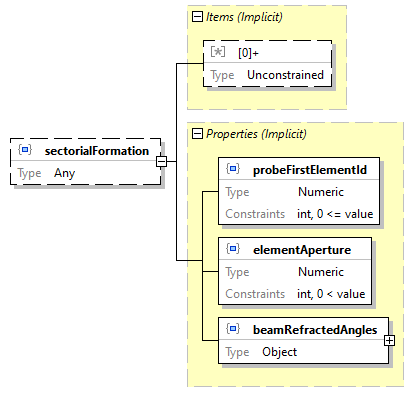 Items (Implicit)
[*] [0]+
Type Unconstrained
{} sectorialFormation
Type Any
Properties (Implicit)
{} probeFirstElementId
Type Numeric
Constraints int, 0 <= value
{} elementAperture
Type Numeric
Constraints int, 0 < value
{} beamRefractedAngles
Type Object